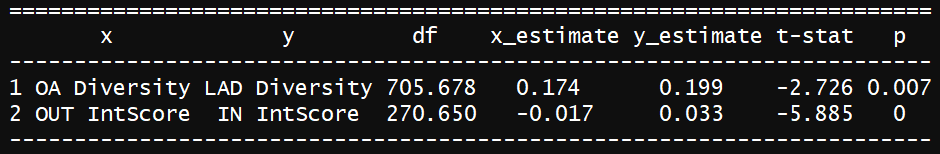 ======================================================================
x y df x_estimate y_estimate t-stat p
----------------------------------------------------------------------
1 OA Diversity LAD Diversity 705.678 0.174 0.199 -2.726 0.007
2 OUT IntScore IN IntScore 270.650 -0.017 0.033 -5.885 0
----------------------------------------------------------------------